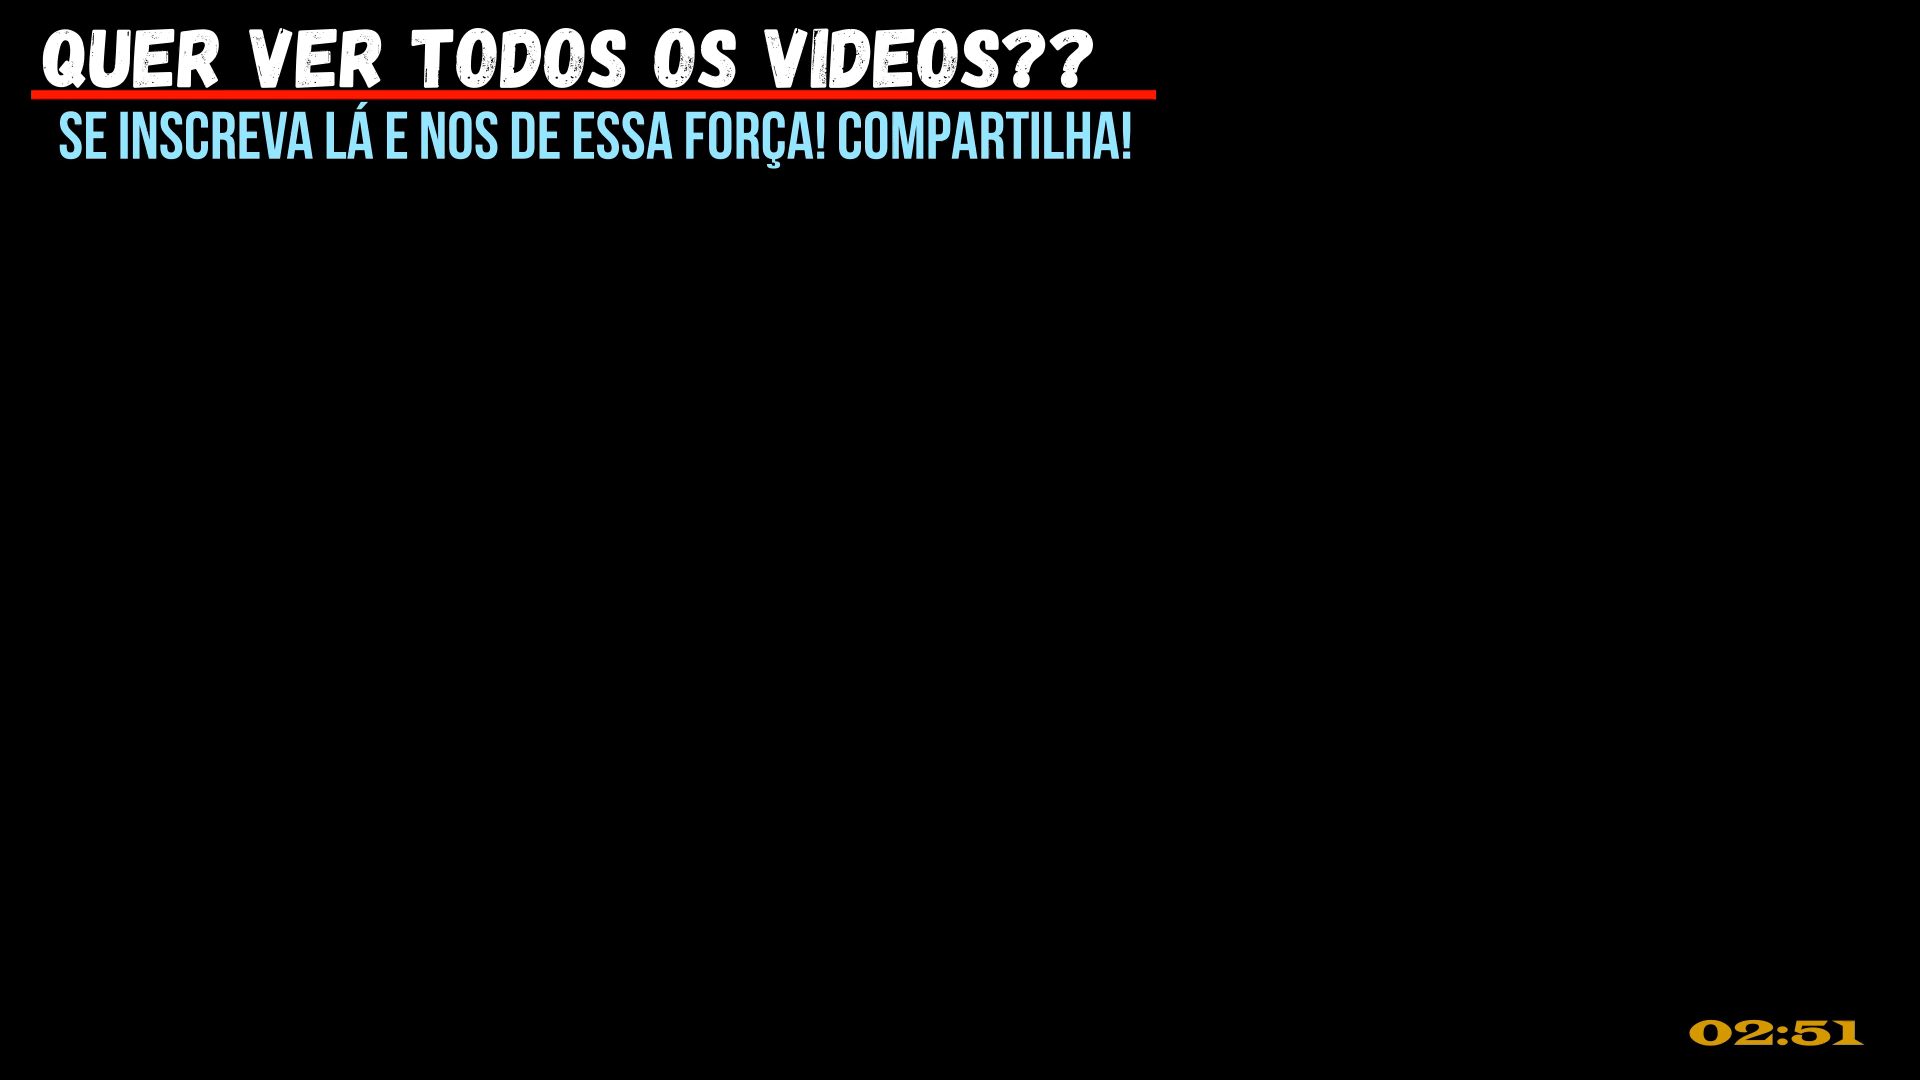 QUER VER TODOS OS VIDEOS??
SE INSCREVA LÁ E NOS DE ESSA FORÇA! COMPARTILHA!
02:51